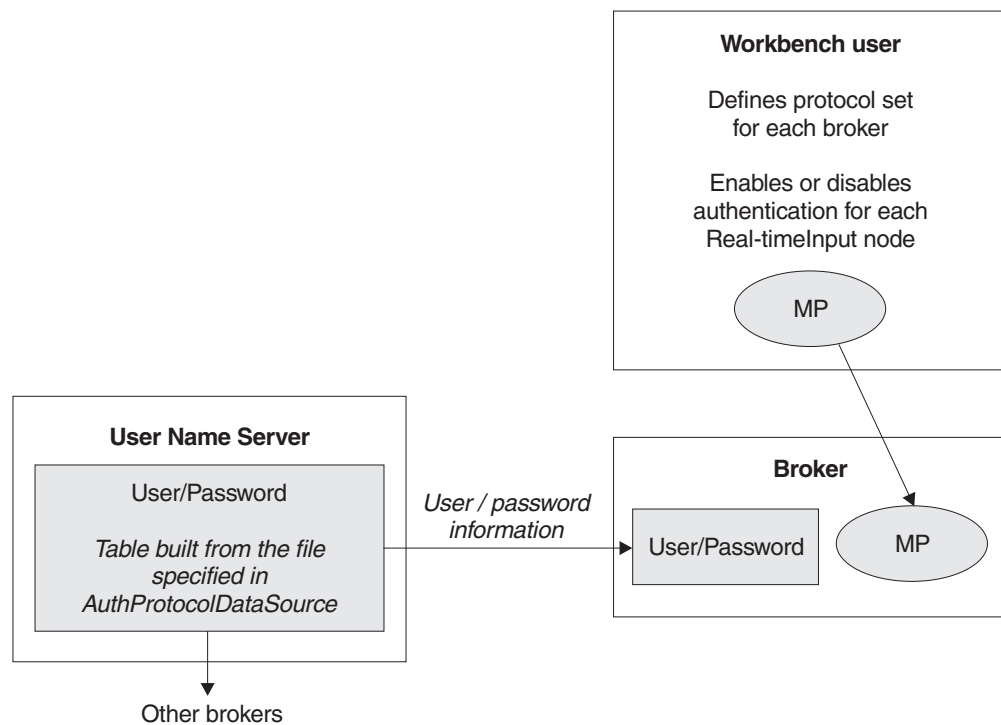 Workbench user
Defines protocol set
for each broker
Enables or disables
authentication for each
Real-timeInput node
MP
User Name Server
User/Password
Table built from the file
specified in
AuthProtocolDataSource
User / password
information
Broker
User/Password
MP
Other brokers